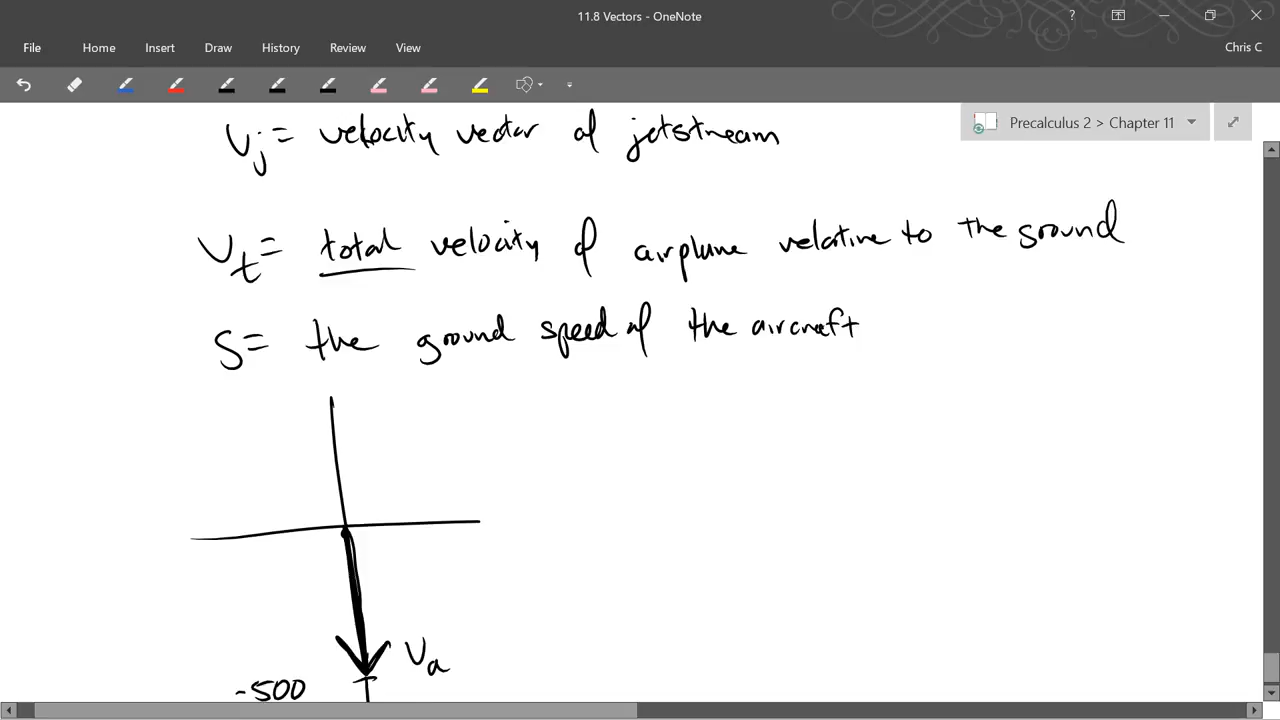 11.8 Vectors - OneNote
?
File Home Insert Draw History Review View
Chris C
Precalculus 2 > Chapter 11
Vj = velocity vector of jetstream
Vt = total velocity of airplane relative to the ground
S = the ground speed of the aircraft
Va
-500